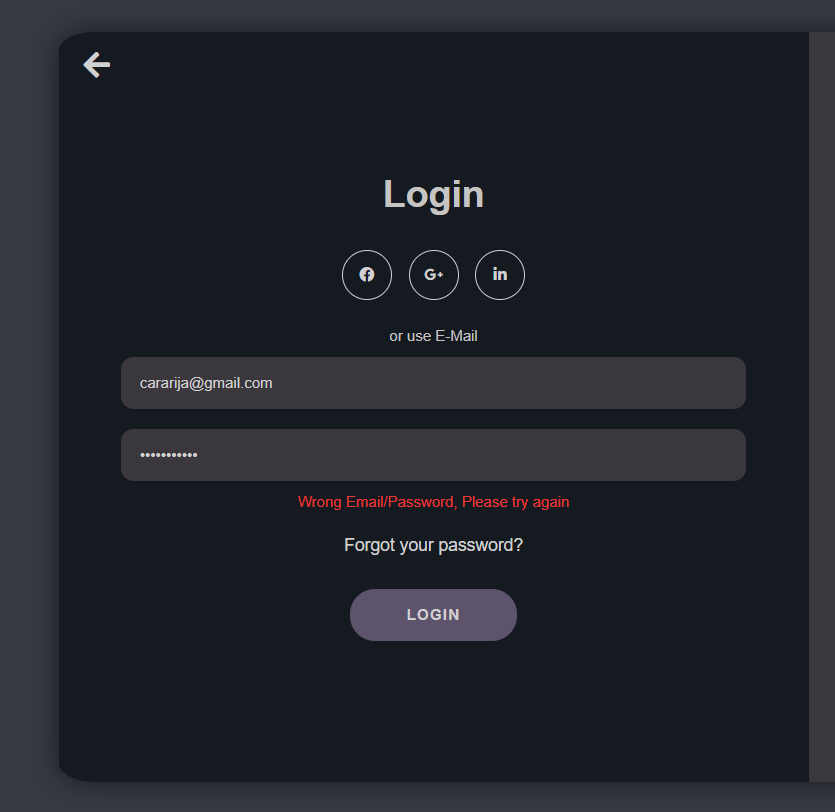 Login
G+
in
or use E-Mail
cararija@gmail.com
•••••••••••
Wrong Email/Password, Please try again
Forgot your password?
LOGIN